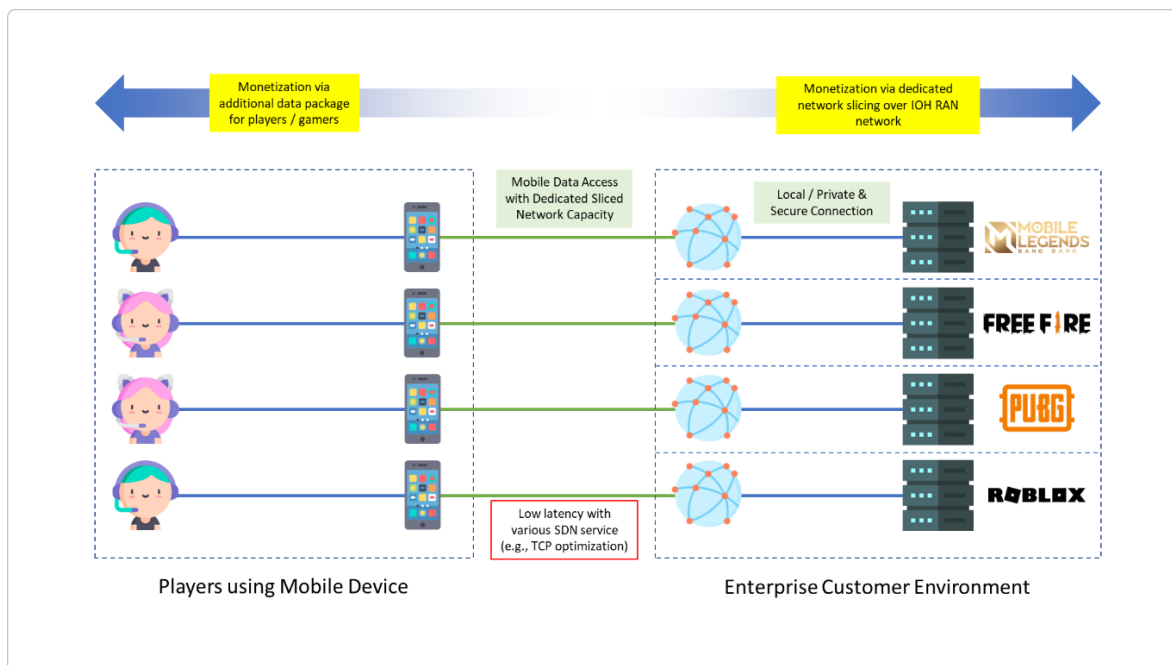 Monetization via
additional data package
for players / gamers
Monetization via dedicated
network slicing over IOH RAN
network
Mobile Data Access
with Dedicated Sliced
Network Capacity
Local / Private &
Secure Connection
MOBILE
LEGENDS
BANG BANG
FREE FIRE
PUBG
ROBLOX
Low latency with
various SDN service
(e.g., TCP optimization)
Players using Mobile Device
Enterprise Customer Environment